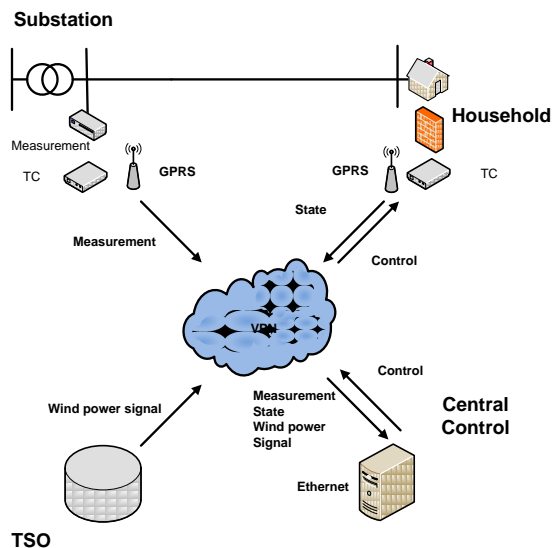 Substation
Household
Measurement
TC
GPRS
GPRS
TC
State
Measurement
Control
VPN
Control
Wind power signal
Measurement
State
Wind power
Signal
Central
Control
Ethernet
TSO